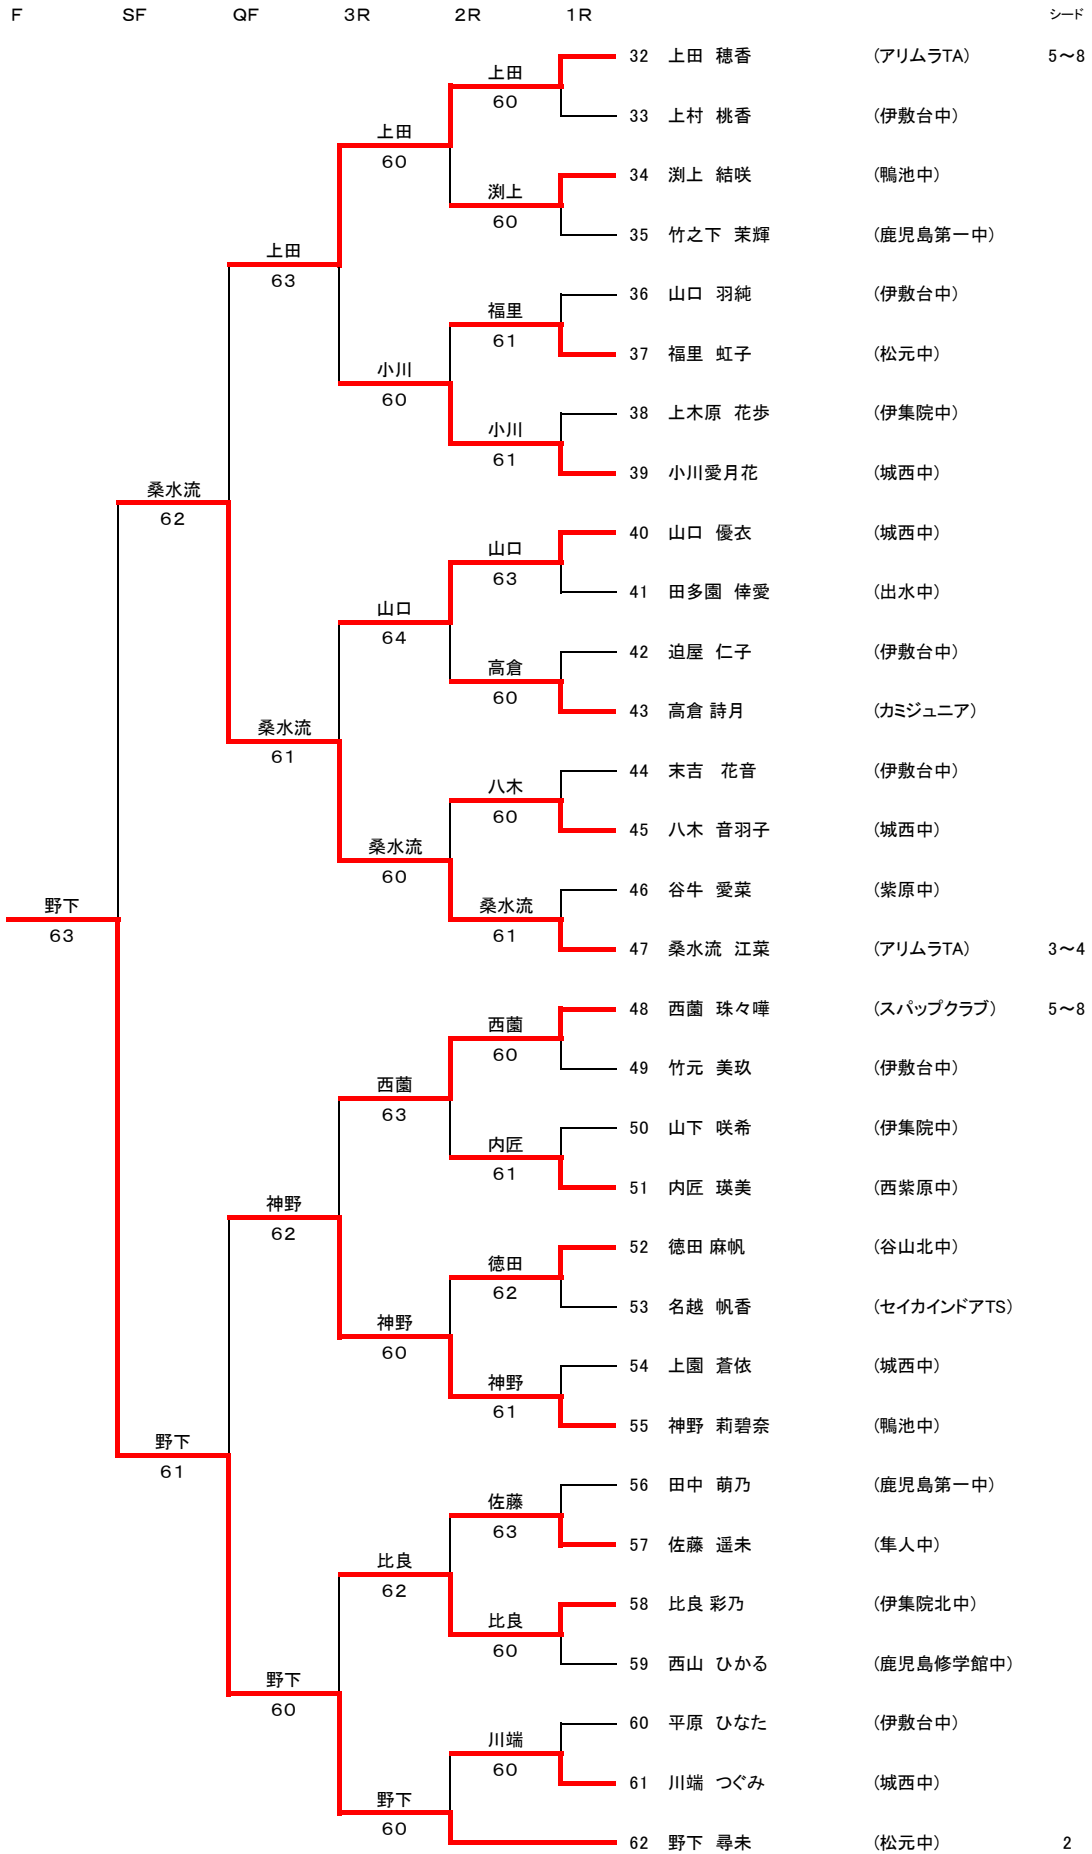 F SF QF 3R 2R 1R シード
32 上田 穂香 (アリムラTA) 5～8
上田
60
33 上村 桃香 (伊敷台中)
上田
60
34 渕上 結咲 (鴨池中)
渕上
60
35 竹之下 茉輝 (鹿児島第一中)
上田
63
36 山口 羽純 (伊敷台中)
福里
61
37 福里 虹子 (松元中)
小川
60
38 上木原 花歩 (伊集院中)
小川
61
39 小川愛月花 (城西中)
桑水流
62
40 山口 優衣 (城西中)
山口
63
41 田多園 倖愛 (出水中)
山口
64
42 迫屋 仁子 (伊敷台中)
高倉
60
43 高倉 詩月 (カミジュニア)
桑水流
61
44 末吉 花音 (伊敷台中)
八木
60
45 八木 音羽子 (城西中)
桑水流
60
46 谷牛 愛菜 (紫原中)
野下
63
桑水流
61
47 桑水流 江菜 (アリムラTA) 3～4
48 西薗 珠々嘩 (スパップクラブ) 5～8
西薗
60
49 竹元 美玖 (伊敷台中)
西薗
63
50 山下 咲希 (伊集院中)
内匠
61
51 内匠 瑛美 (西紫原中)
神野
62
52 徳田 麻帆 (谷山北中)
徳田
62
53 名越 帆香 (セイカインドアTS)
神野
60
54 上園 蒼依 (城西中)
神野
61
55 神野 莉碧奈 (鴨池中)
野下
61
56 田中 萌乃 (鹿児島第一中)
佐藤
63
57 佐藤 遥未 (隼人中)
比良
62
58 比良 彩乃 (伊集院北中)
比良
60
59 西山 ひかる (鹿児島修学館中)
野下
60
60 平原 ひなた (伊敷台中)
川端
60
61 川端 つぐみ (城西中)
野下
60
62 野下 尋未 (松元中) 2